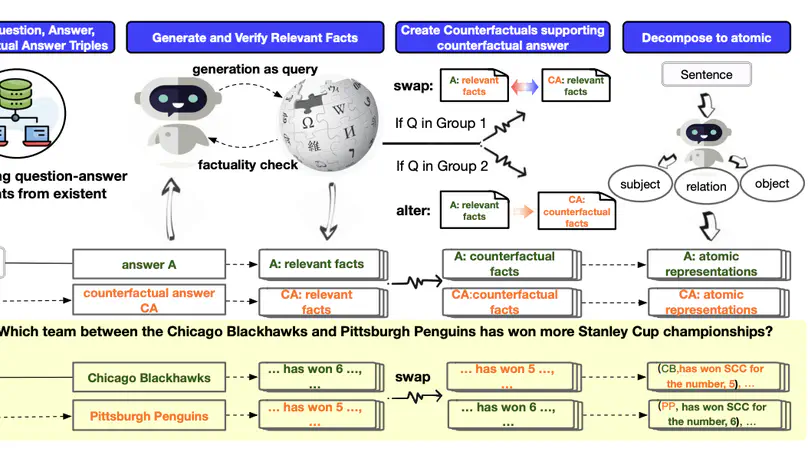 uestion, Answer,
tual Answer Triples
Generate and Verify Relevant Facts
Create Counterfactuals supporting
counterfactual answer
Decompose to atomic
generation as query
factuality check
ng question-answer
nts from existent
swap:
A: relevant
facts
CA: relevant
facts
If Q in Group 1
If Q in Group 2
alter:
A: relevant
facts
CA:
counterfactual
facts
Sentence
subject
relation
object
answer A
A: relevant facts
A: counterfactual
facts
A: atomic
representations
counterfactual answer
CA
CA: relevant
facts
CA:counterfactual
facts
CA: atomic
representations
Which team between the Chicago Blackhawks and Pittsburgh Penguins has won more Stanley Cup championships?
Chicago Blackhawks
... has won 6 ...,
...
swap
... has won 5 ...,
...
(CB,has won SCC for
the number, 5), ...
Pittsburgh Penguins
... has won 5 ...,
...
... has won 6 ...,
...
(PP, has won SCC for
the number, 6), ...